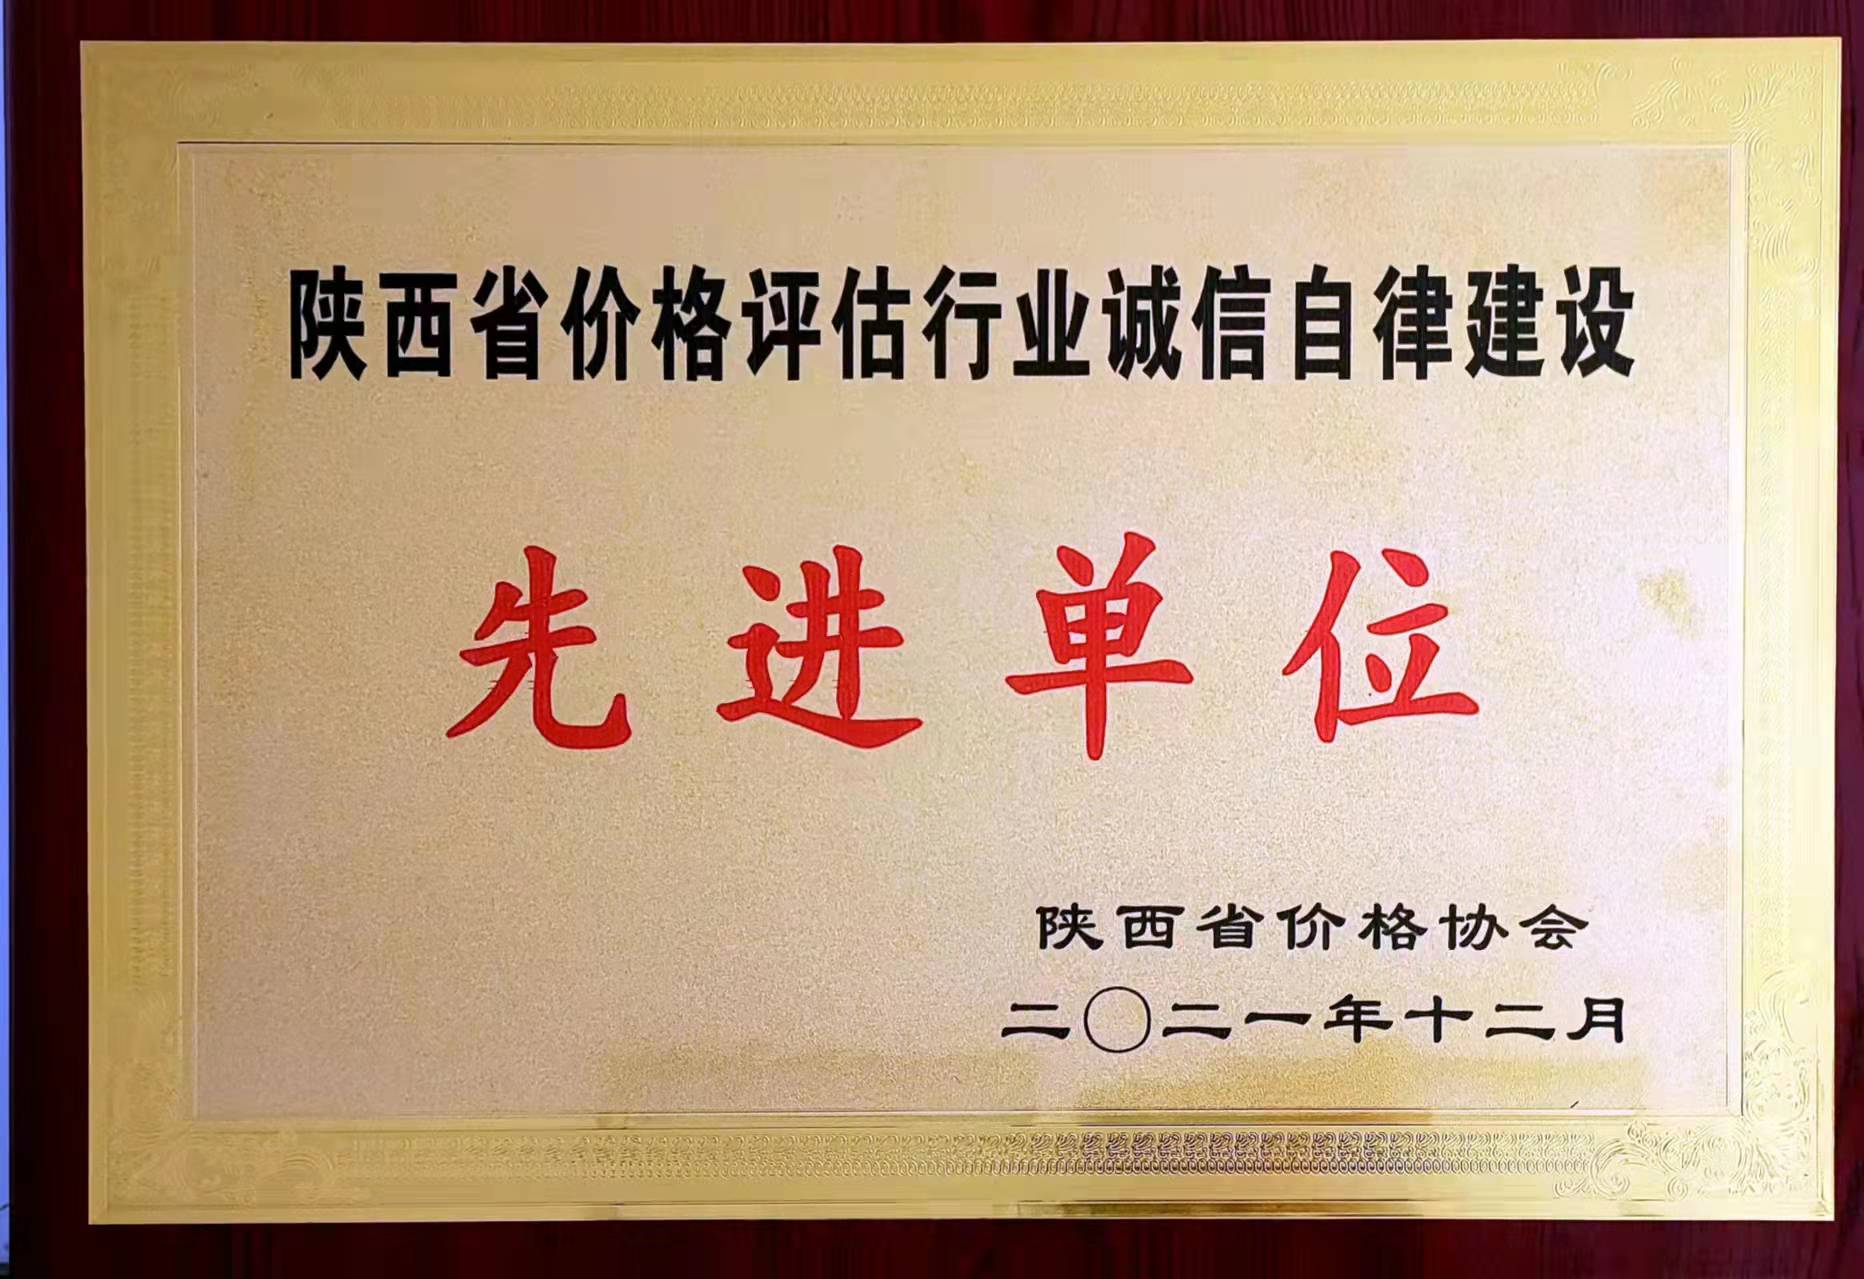 陕西省价格评估行业诚信自律建设
先进单位
陕西省价格协会
二〇二一年十二月